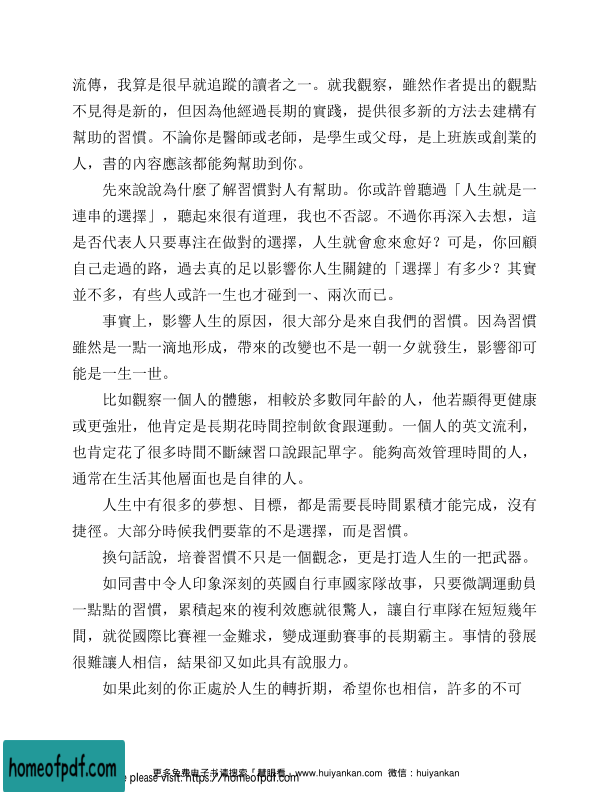 流傳，我算是很早就追蹤的讀者之一。就我觀察，雖然作者提出的觀點
不見得是新的，但因為他經過長期的實踐，提供很多新的方法去建構有
幫助的習慣。不論你是醫師或老師，是學生或父母，是上班族或創業的
人，書的內容應該都能夠幫助到你。
先來說說為什麼了解習慣對人有幫助。你或許曾聽過「人生就是一
連串的選擇」，聽起來很有道理，我也不否認。不過你再深入去想，這
是否代表人只要專注在做對的選擇，人生就會愈來愈好？可是，你回顧
自己走過的路，過去真的足以影響你人生關鍵的「選擇」有多少？其實
並不多，有些人或許一生也才碰到一、兩次而已。
事實上，影響人生的原因，很大部分是來自我們的習慣。因為習慣
雖然是一點一滴地形成，帶來的改變也不是一朝一夕就發生，影響卻可
能是一生一世。
比如觀察一個人的體態，相較於多數同年齡的人，他若顯得更健康
或更強壯，他肯定是長期花時間控制飲食跟運動。一個人的英文流利，
也肯定花了很多時間不斷練習口說跟記單字。能夠高效管理時間的人，
通常在生活其他層面也是自律的人。
人生中有很多的夢想、目標，都是需要長時間累積才能完成，沒有
捷徑。大部分時候我們要靠的不是選擇，而是習慣。
換句話說，培養習慣不只是一個觀念，更是打造人生的一把武器。
如同書中令人印象深刻的英國自行車國家隊故事，只要微調運動員
一點點的習慣，累積起來的複利效應就很驚人，讓自行車隊在短短幾年
間，就從國際比賽裡一金難求，變成運動賽事的長期霸主。事情的發展
很難讓人相信，結果卻又如此具有說服力。
如果此刻的你正處於人生的轉折期，希望你也相信，許多的不可
更多免费电子书请搜索「慧眼看」www.huiyankan.com 微信：huiyankan
please visit: https://homeofpdf.com
homeofpdf.com